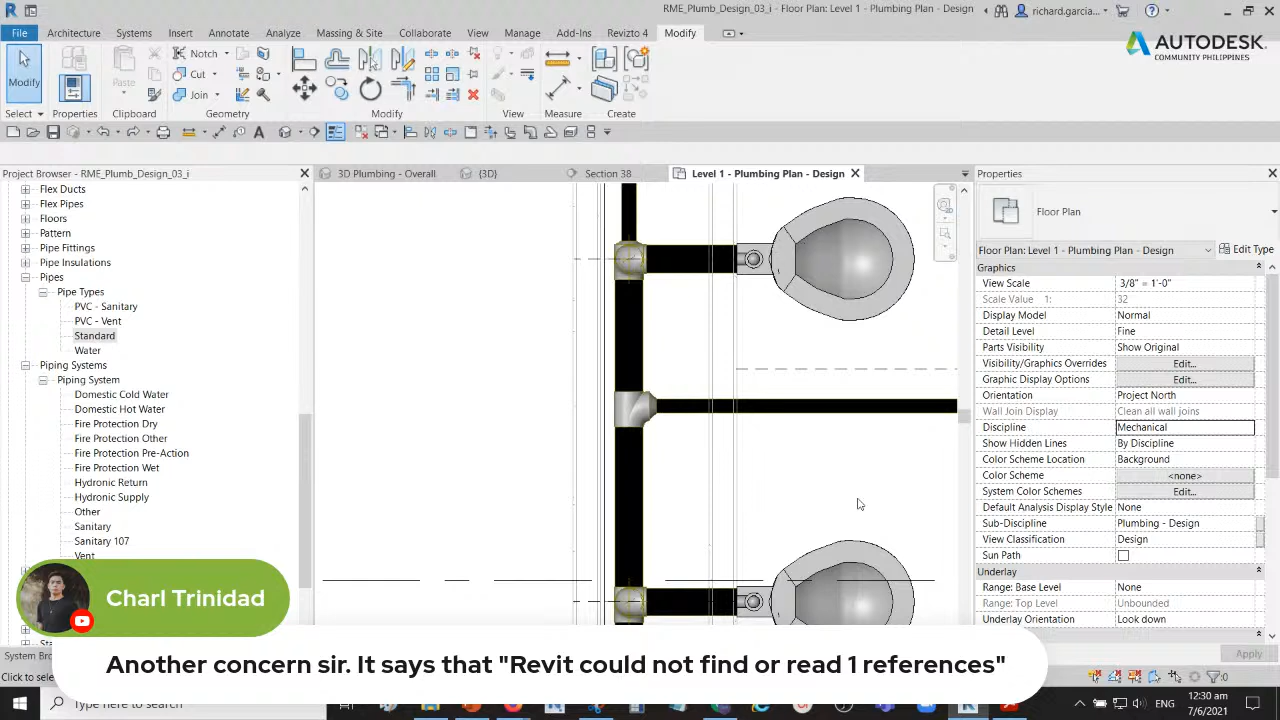 RME_Plumb_Design_03_i - Floor Plan: Level 1 - Plumbing Plan - Design
richard.garcia...
File
Architecture
Systems
Insert
Annotate
Analyze
Massing & Site
Collaborate
View
Manage
Add-Ins
Revizto 4
Modify
AUTODESK.
COMMUNITY PHILIPPINES
Modify
Paste
Notch
Cut
Join
Select
Properties
Clipboard
Geometry
Modify
View
Measure
Create
Project Browser - RME_Plumb_Design_03_i
3D Plumbing - Overall
{3D}
Section 38
Level 1 - Plumbing Plan - Design
Properties
Flex Ducts
Flex Pipes
Floors
Pattern
Pipe Fittings
Pipe Insulations
Pipes
Pipe Types
PVC - Sanitary
PVC - Vent
Standard
Water
Piping Systems
Piping System
Domestic Cold Water
Domestic Hot Water
Fire Protection Dry
Fire Protection Other
Fire Protection Pre-Action
Fire Protection Wet
Hydronic Return
Hydronic Supply
Other
Sanitary
Sanitary 107
Vent
Floor Plan
Floor Plan: Level 1 - Plumbing Plan - Design
Edit Type
Graphics
View Scale 3/8" = 1'-0"
Scale Value 1: 32
Display Model Normal
Detail Level Fine
Parts Visibility Show Original
Visibility/Graphics Overrides Edit...
Graphic Display Options Edit...
Orientation Project North
Wall Join Display Clean all wall joins
Discipline Mechanical
Show Hidden Lines By Discipline
Color Scheme Location Background
Color Scheme <none>
System Color Schemes Edit...
Default Analysis Display Style None
Sub-Discipline Plumbing - Design
View Classification Design
Sun Path
Underlay
Range: Base Level None
Range: Top Level Unbounded
Underlay Orientation Look down
Apply
Charl Trinidad
Another concern sir. It says that "Revit could not find or read 1 references"
:0
ENG
12:30 am
7/6/2021